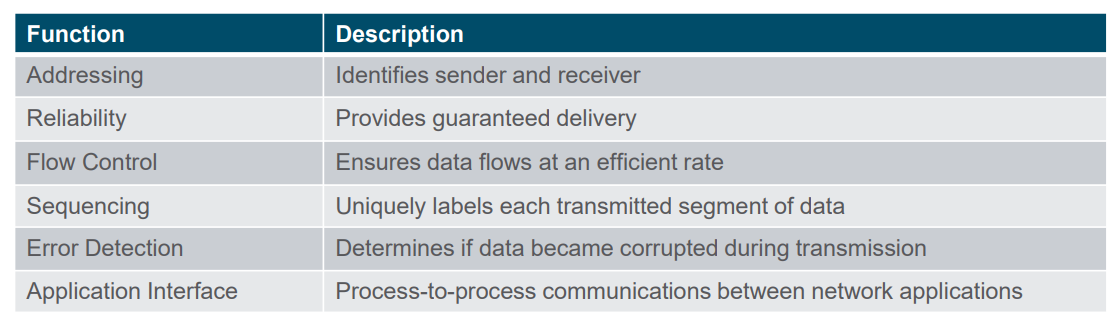 Function Description
Addressing Identifies sender and receiver
Reliability Provides guaranteed delivery
Flow Control Ensures data flows at an efficient rate
Sequencing Uniquely labels each transmitted segment of data
Error Detection Determines if data became corrupted during transmission
Application Interface Process-to-process communications between network applications